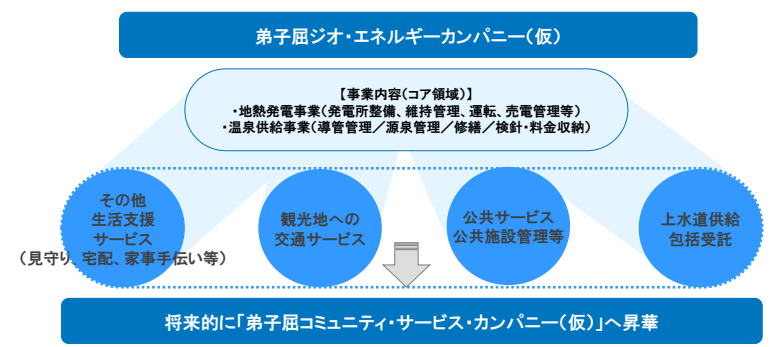 弟子屈ジオ・エネルギーカンパニー（仮）
【事業内容（コア領域）】
・地熱発電事業（発電所整備、維持管理、運転、売電管理等）
・温泉供給事業（導管管理／源泉管理／修繕／検針・料金収納）
その他
生活支援
サービス
（見守り、宅配、家事手伝い等）
観光地への
交通サービス
公共サービス
公共施設管理等
上水道供給
包括受託
将来的に「弟子屈コミュニティ・サービス・カンパニー（仮）」へ昇華